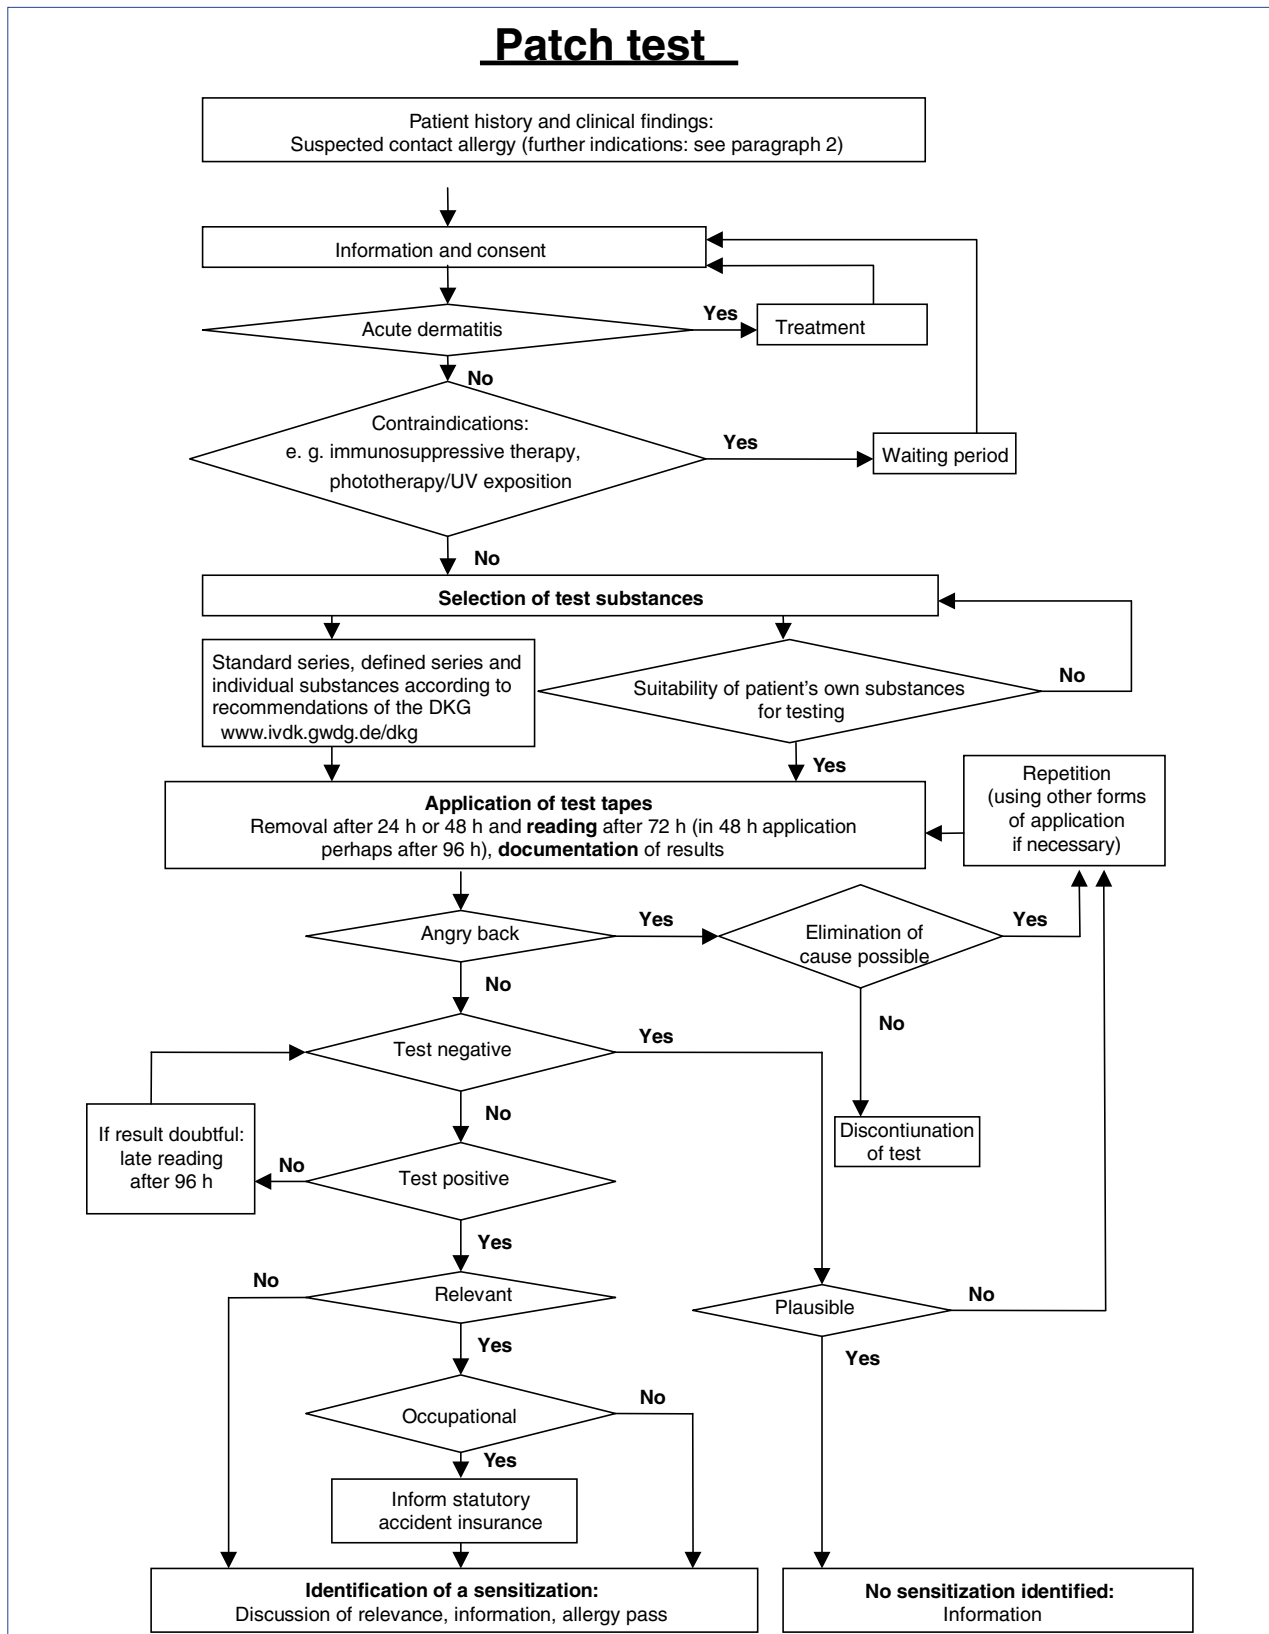 Patch test
Patient history and clinical findings:
Suspected contact allergy (further indications: see paragraph 2)
Information and consent
Acute dermatitis
Yes
Treatment
No
Contraindications:
e. g. immunosuppressive therapy,
phototherapy/UV exposition
Yes
Waiting period
No
Selection of test substances
Standard series, defined series and
individual substances according to
recommendations of the DKG
www.ivdk.gwdg.de/dkg
Suitability of patient's own substances
for testing
No
Yes
Application of test tapes
Removal after 24 h or 48 h and reading after 72 h (in 48 h application
perhaps after 96 h), documentation of results
Repetition
(using other forms
of application
if necessary)
Angry back
Yes
Elimination of
cause possible
Yes
No
No
Discontiunation
of test
Test negative
Yes
No
If result doubtful:
late reading
after 96 h
No
Test positive
Yes
No
Relevant
Yes
Plausible
No
Yes
Occupational
No
Yes
Inform statutory
accident insurance
Identification of a sensitization:
Discussion of relevance, information, allergy pass
No sensitization identified:
Information